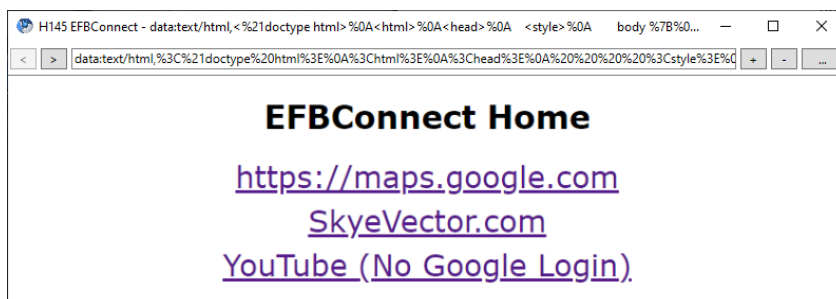 H145 EFBConnect - data:text/html,<%21doctype html>%0A<html>%0A<head>%0A    <style>%0A        body %7B%0...
< > data:text/html,%3C%21doctype%20html%3E%0A%3Chtml%3E%0A%3Chead%3E%0A%20%20%20%20%3Cstyle%3E%0 + - ...
EFBConnect Home
https://maps.google.com
SkyeVector.com
YouTube (No Google Login)